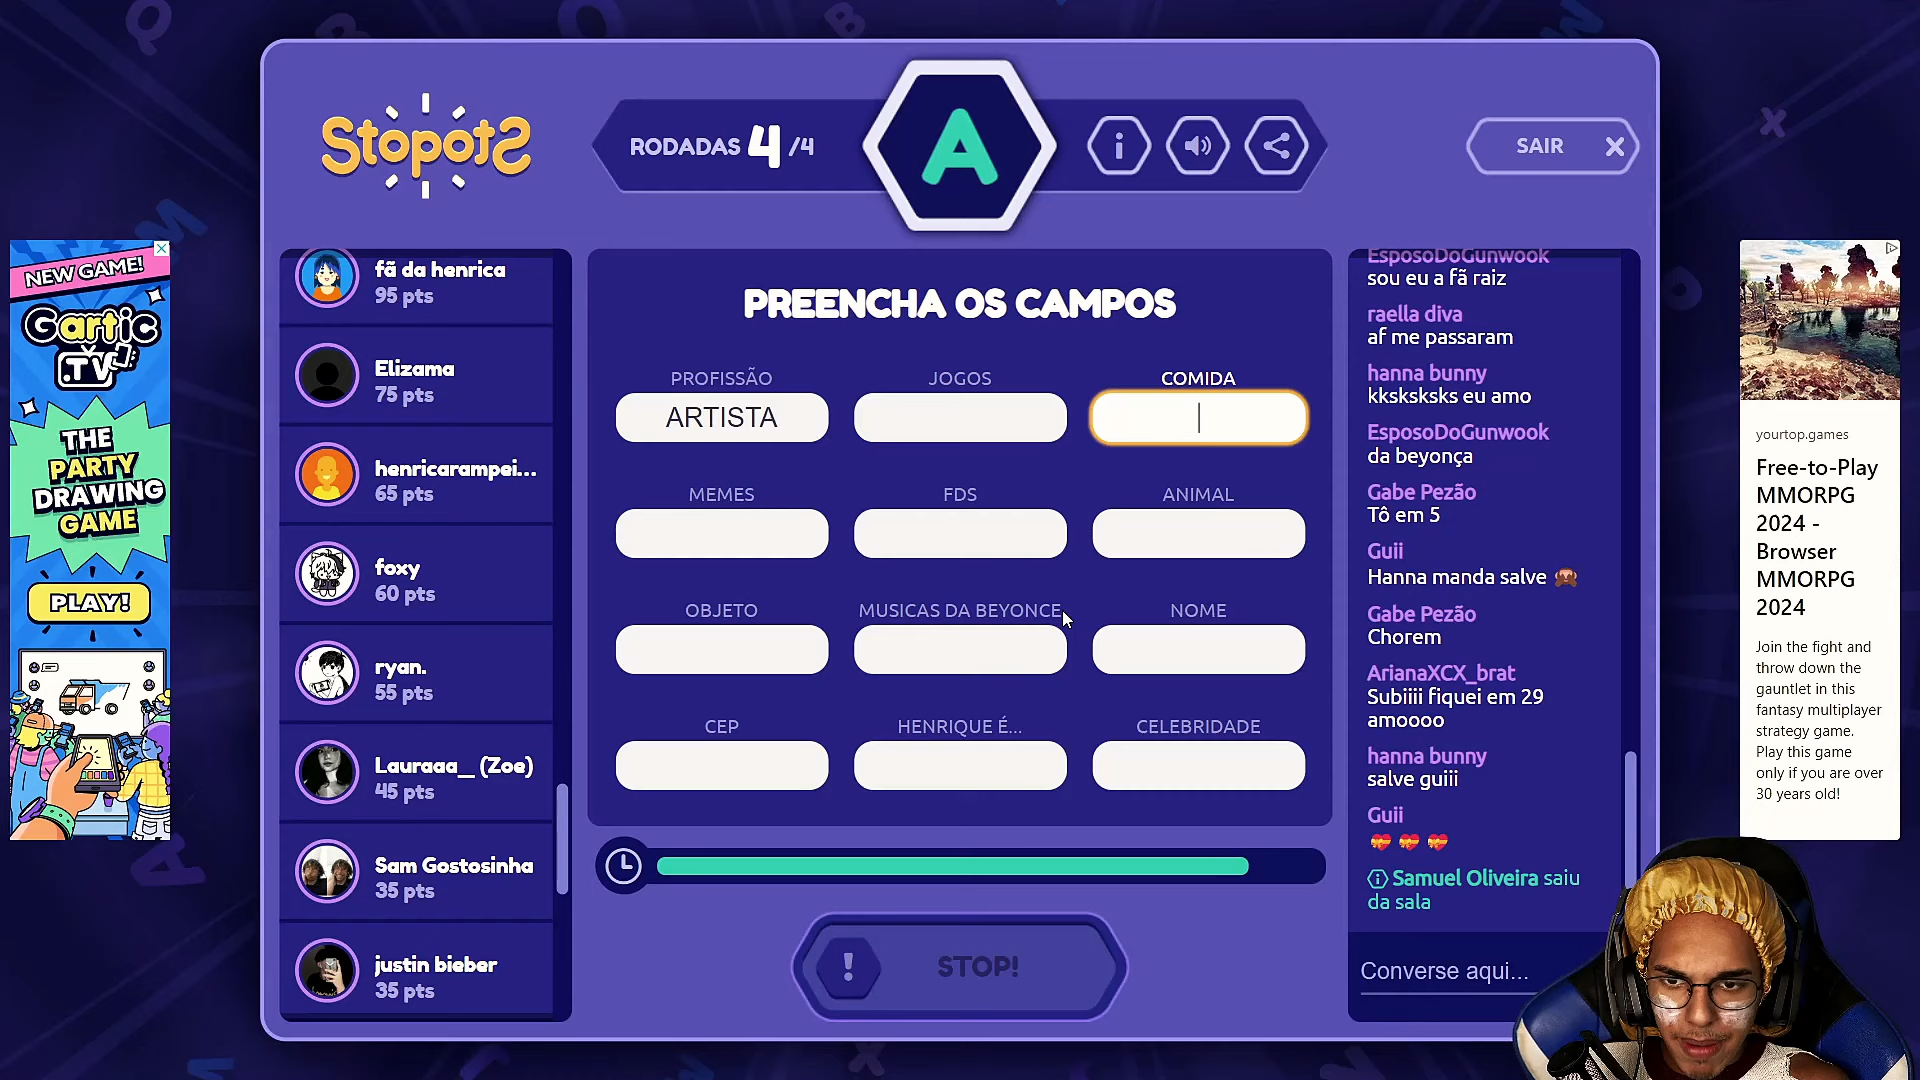 StopotS
RODADAS 4 /4
A
SAIR
NEW GAME!
Gartic
.TV
THE
PARTY
DRAWING
GAME
PLAY!
fã da henrica
95 pts
Elizama
75 pts
henricarampei...
65 pts
foxy
60 pts
ryan.
55 pts
Lauraaa_ (Zoe)
45 pts
Sam Gostosinha
35 pts
justin bieber
35 pts
PREENCHA OS CAMPOS
PROFISSÃO
JOGOS
COMIDA
ARTISTA
MEMES
FDS
ANIMAL
OBJETO
MUSICAS DA BEYONCE
NOME
CEP
HENRIQUE É...
CELEBRIDADE
! STOP!
EsposoDoGunwook
sou eu a fã raiz
raella diva
af me passaram
hanna bunny
kksksksks eu amo
EsposoDoGunwook
da beyonça
Gabe Pezão
Tô em 5
Guii
Hanna manda salve 🙈
Gabe Pezão
Chorem
ArianaXCX_brat
Subiiii fiquei em 29
amoooo
hanna bunny
salve guiii
Guii
💝 💝 💝
Samuel Oliveira saiu
da sala
Converse aqui...
yourtop.games
Free-to-Play
MMORPG
2024 -
Browser
MMORPG
2024
Join the fight and
throw down the
gauntlet in this
fantasy multiplayer
strategy game.
Play this game
only if you are over
30 years old!